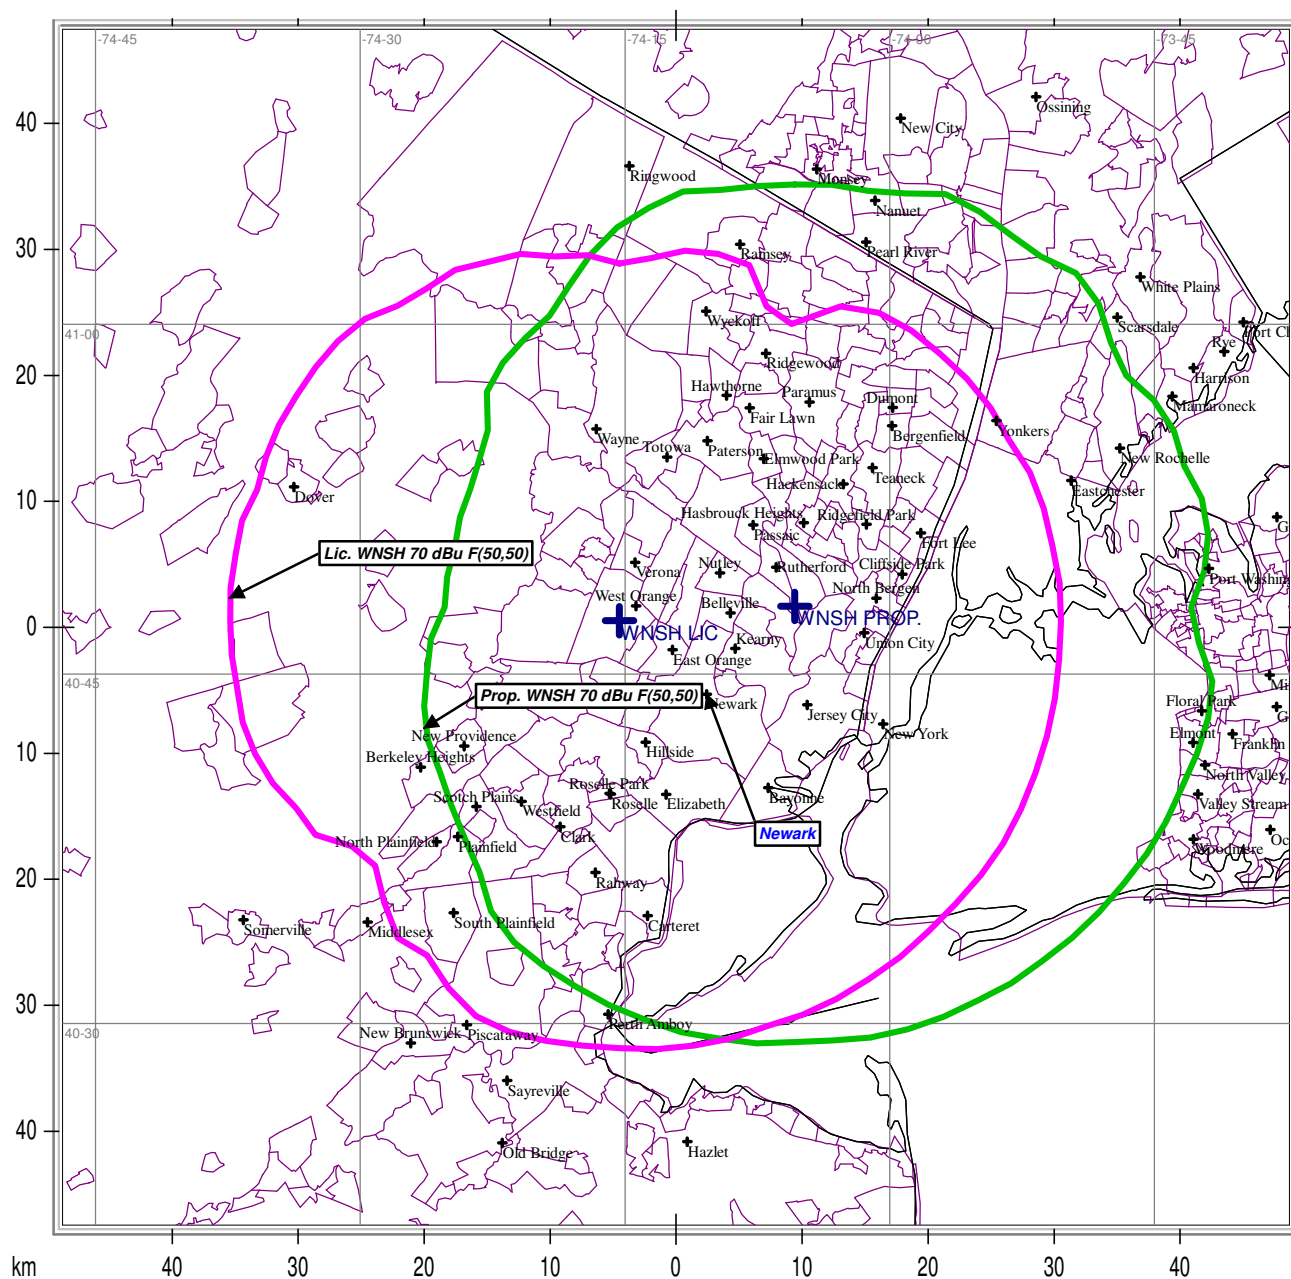 -74-45
-74-30
-74-15
-74-00
-73-45
40
Ossining
New City
Ringwood
Monsey
Nanuet
30
Ramsey
Pearl River
White Plains
41-00
Wyckoff
Scarsdale
Port Ch
Rye
Ridgewood
20
Harrison
Hawthorne
Paramus
Dumont
Mamaroneck
Fair Lawn
Bergenfield
Yonkers
Wayne
Totowa
Paterson
Elmwood Park
New Rochelle
Hackensack
Teaneck
Eastchester
10
Dover
Hasbrouck Heights
Ridgefield Park
G
Passaic
Fort Lee
Lic. WNSH 70 dBu F(50,50)
Verona
Nutley
Rutherford
Cliffside Park
Port Washing
West Orange
Belleville
North Bergen
0
WNSH LIC
WNSH PROP.
Kearny
Union City
East Orange
40-45
Mi
Prop. WNSH 70 dBu F(50,50)
Newark
Floral Park
Jersey City
G
New York
New Providence
Hillside
Elmont
Franklin
10
Berkeley Heights
North Valley
Roselle Park
Scotch Plains
Westfield
Roselle
Elizabeth
Bayonne
Valley Stream
Newark
Clark
Oc
North Plainfield
Plainfield
Woodmere
20
Rahway
Somerville
Middlesex
South Plainfield
Carteret
30
40-30
Perth Amboy
New Brunswick
Piscataway
Sayreville
40
Old Bridge
Hazlet
km
40
30
20
10
0
10
20
30
40